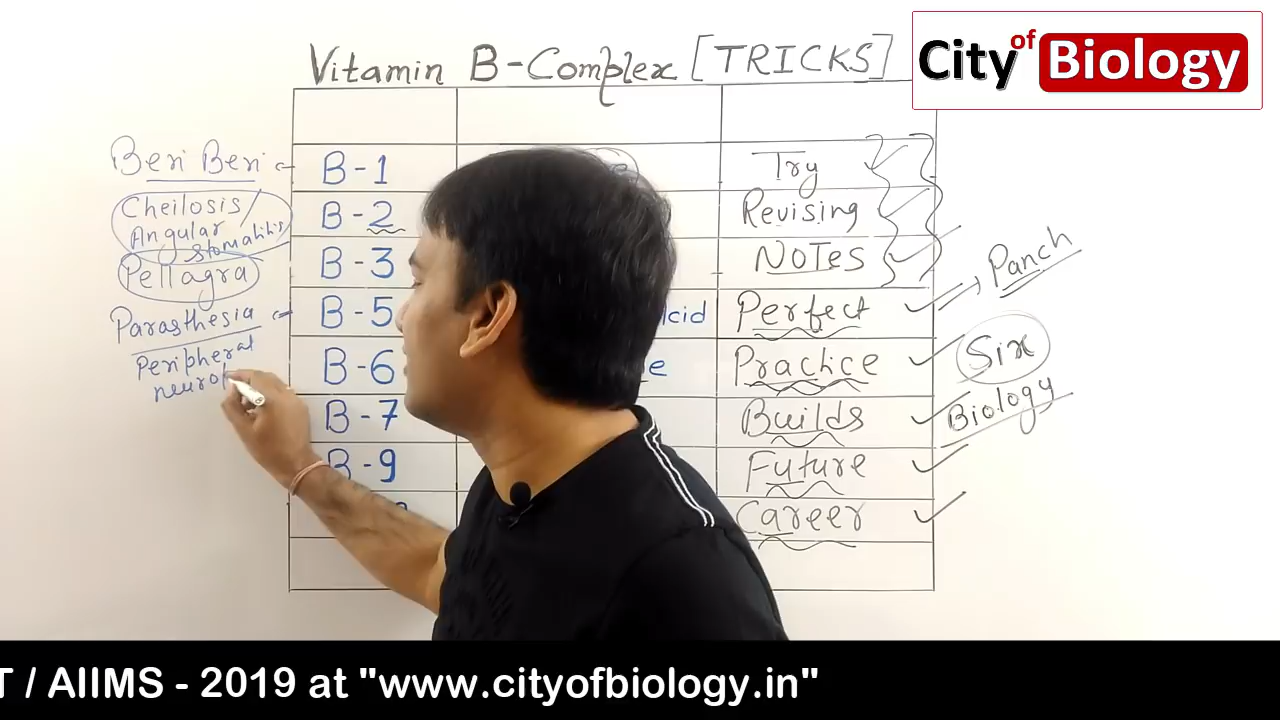 City of Biology
Vitamin B-Complex [TRICKS]
Beri Beri
B-1
Try
Cheilosis /
Angular
Stomatitis
B-2
Revising
Pellagra
B-3
NOTes
Panch
Parasthesia
B-5
cid
Perfect
Peripheral
neurop
B-6
e
Practice
Six
B-7
Builds
Biology
B-9
Future
Career
T / AIIMS - 2019 at "www.cityofbiology.in"